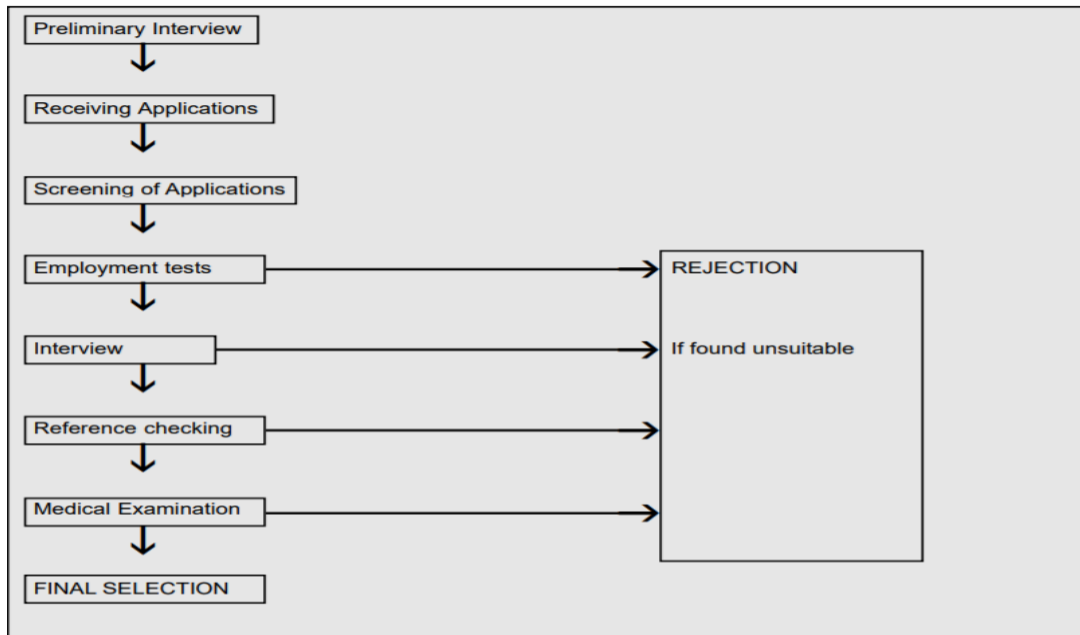 Preliminary Interview
Receiving Applications
Screening of Applications
Employment tests
REJECTION
Interview
If found unsuitable
Reference checking
Medical Examination
FINAL SELECTION